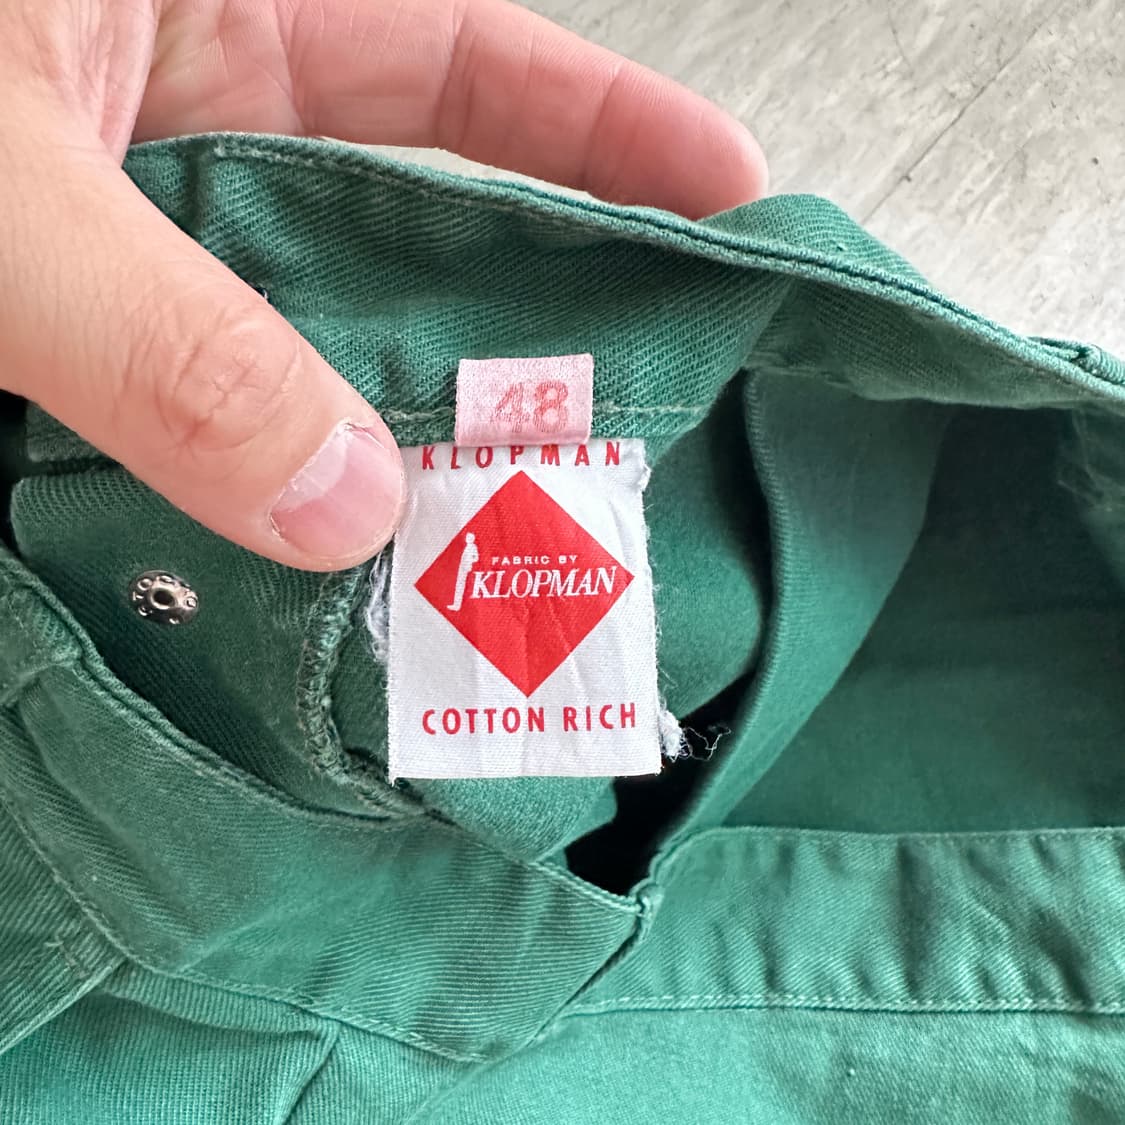 48
KLOPMAN
FABRIC BY
KLOPMAN
COTTON RICH